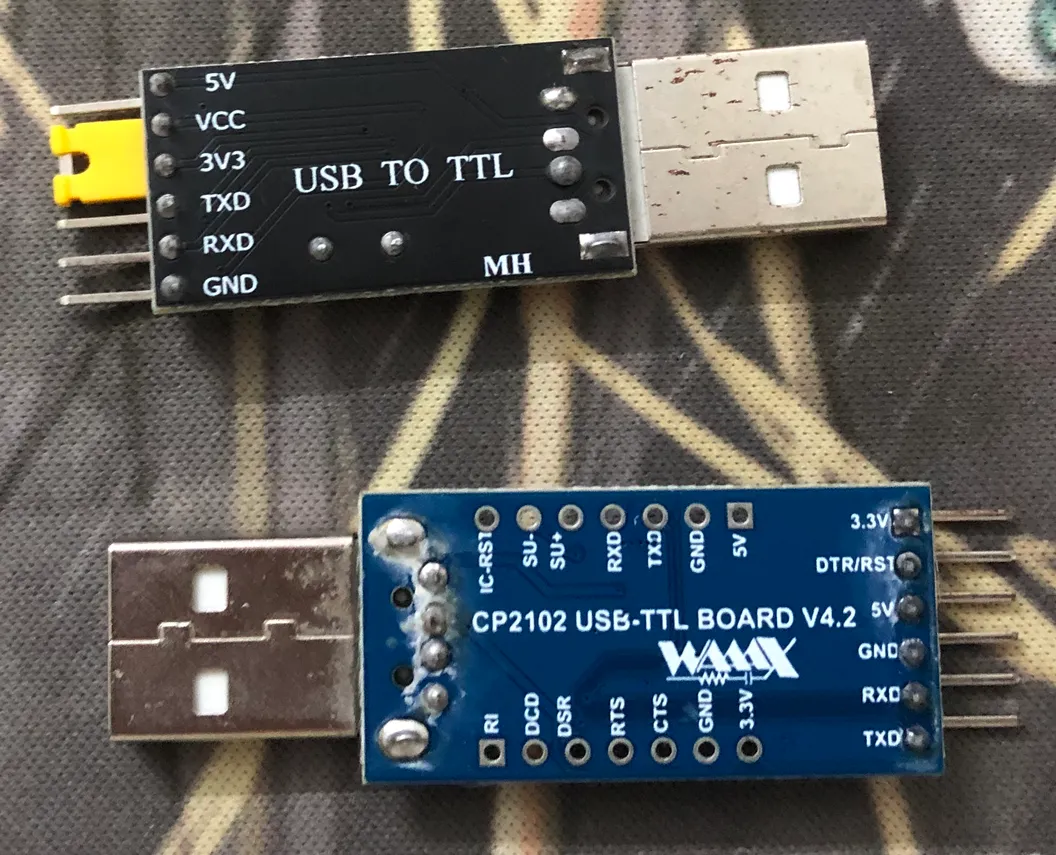 5V
VCC
3V3
TXD
RXD
GND
USB TO TTL
MH
IC-RST
SU-
SU+
RXD
TXD
GND
5V
CP2102 USB-TTL BOARD V4.2
WAMX
RI
DCD
DSR
RTS
CTS
GND
3.3V
3.3V
DTR/RST
5V
GND
RXD
TXD